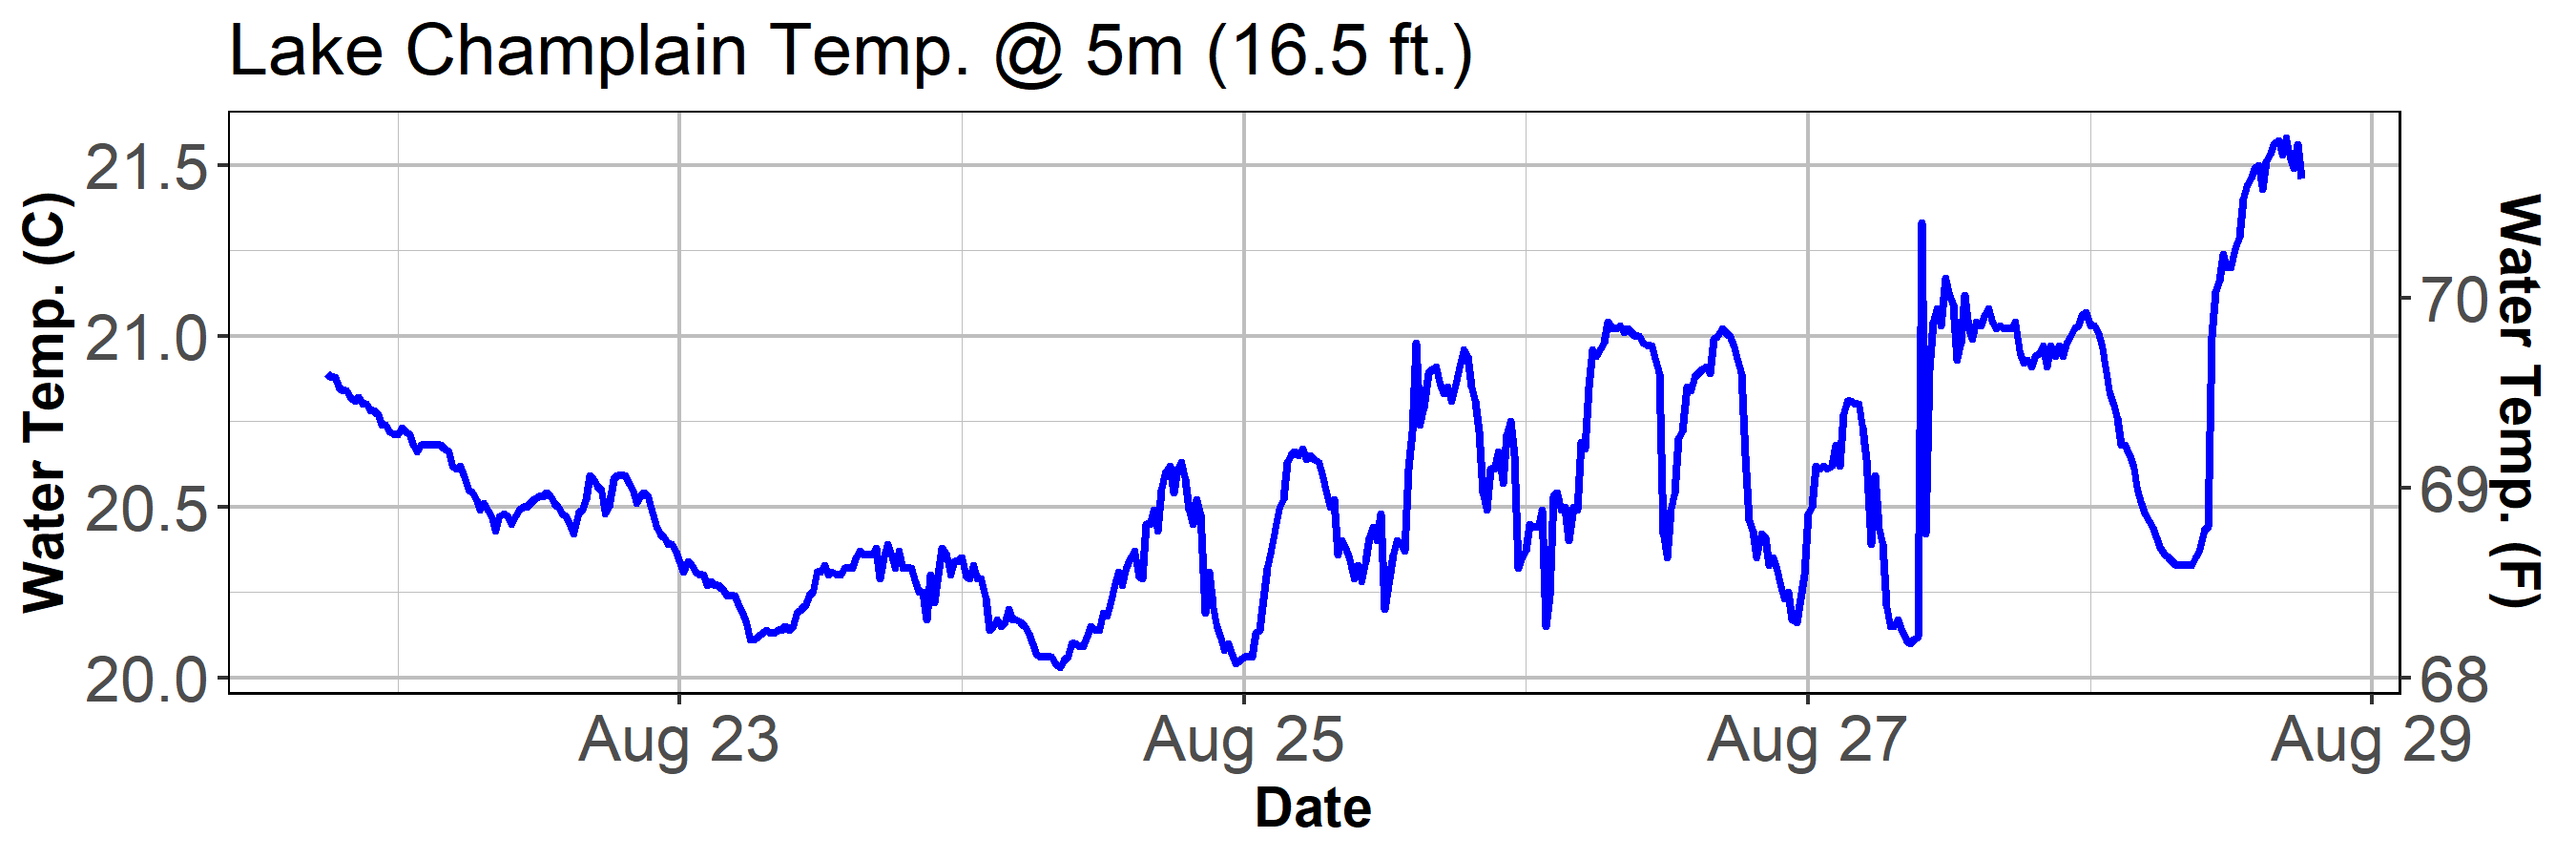 Lake Champlain Temp. @ 5m (16.5 ft.)
Water Temp. (C)
21.5
21.0
20.5
20.0
70
69
68
Water Temp. (F)
Aug 23 Aug 25 Aug 27 Aug 29
Date